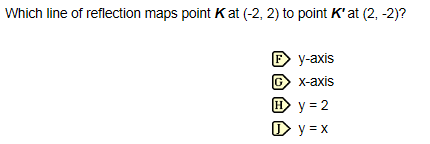 Which line of reflection maps point K at (-2, 2) to point K' at (2, -2)?
F y-axis
G x-axis
H y = 2
J y = x